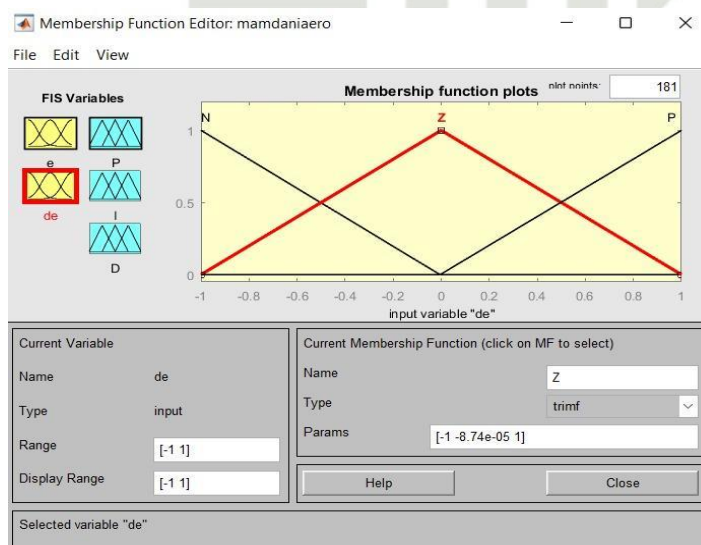 Membership Function Editor: mamdaniaero
File Edit View
FIS Variables
Membership function plots
plot points:
181
e
P
de
I
D
N
Z
P
1
0.5
0
-1 -0.8 -0.6 -0.4 -0.2 0 0.2 0.4 0.6 0.8 1
input variable "de"
Current Variable
Name de
Type input
Range [-1 1]
Display Range [-1 1]
Current Membership Function (click on MF to select)
Name Z
Type trimf
Params [-1 -8.74e-05 1]
Help Close
Selected variable "de"